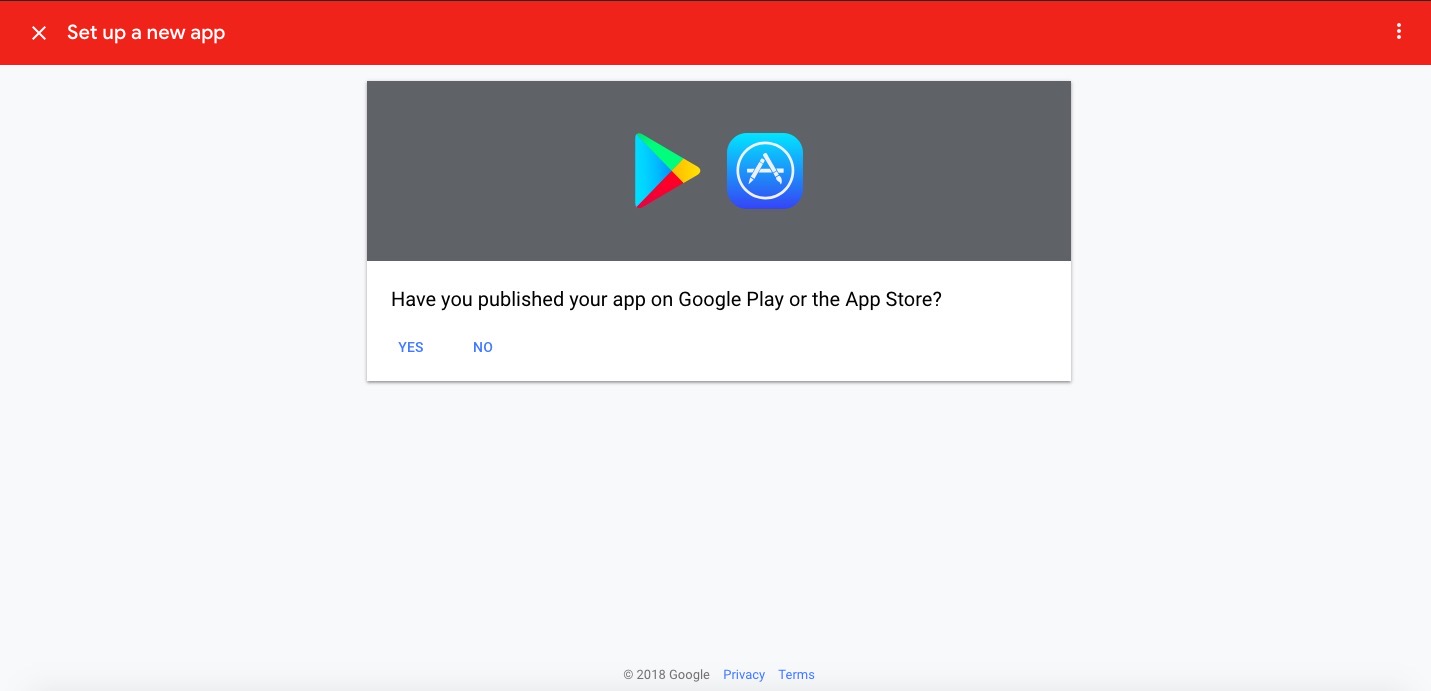 Set up a new app
Have you published your app on Google Play or the App Store?
YES NO
© 2018 Google Privacy Terms